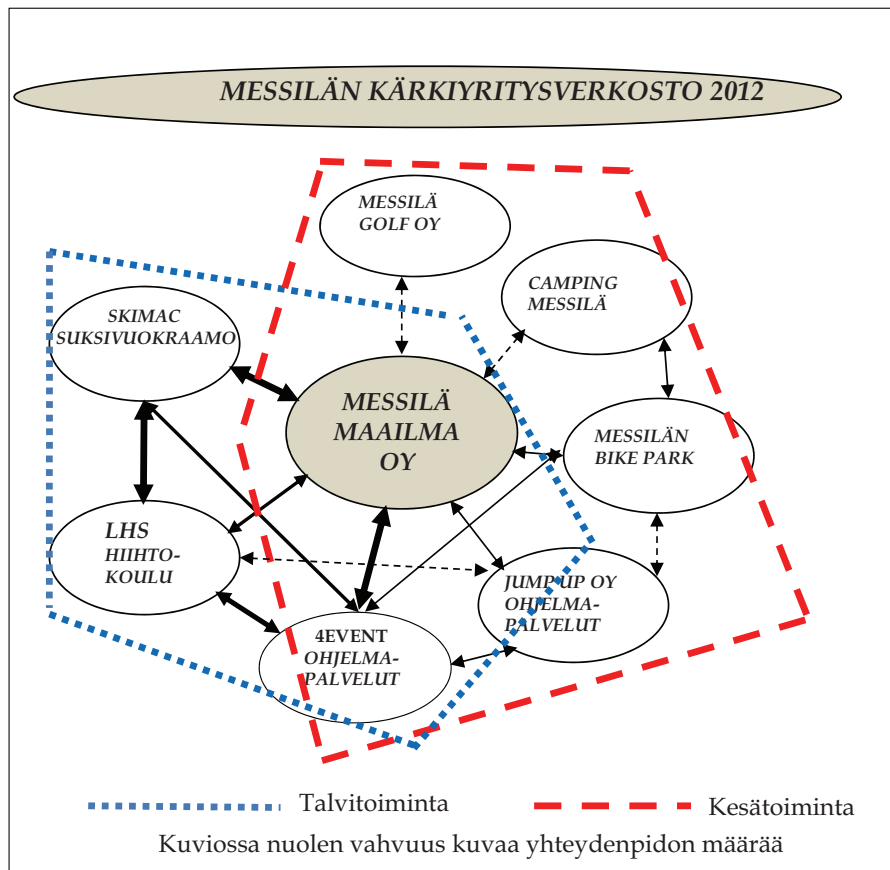 MESSILÄN KÄRKIYRITYSVERKOSTO 2012
MESSILÄ
GOLF OY
CAMPING
MESSILÄ
SKIMAC
SUKSIVUOKRAAMO
MESSILÄ
MAAILMA
OY
MESSILÄN
BIKE PARK
LHS
HIIHTO-
KOULU
JUMP UP OY
OHJELMA-
PALVELUT
4EVENT
OHJELMA-
PALVELUT
Talvitoiminta
Kesätoiminta
Kuviossa nuolen vahvuus kuvaa yhteydenpidon määrää